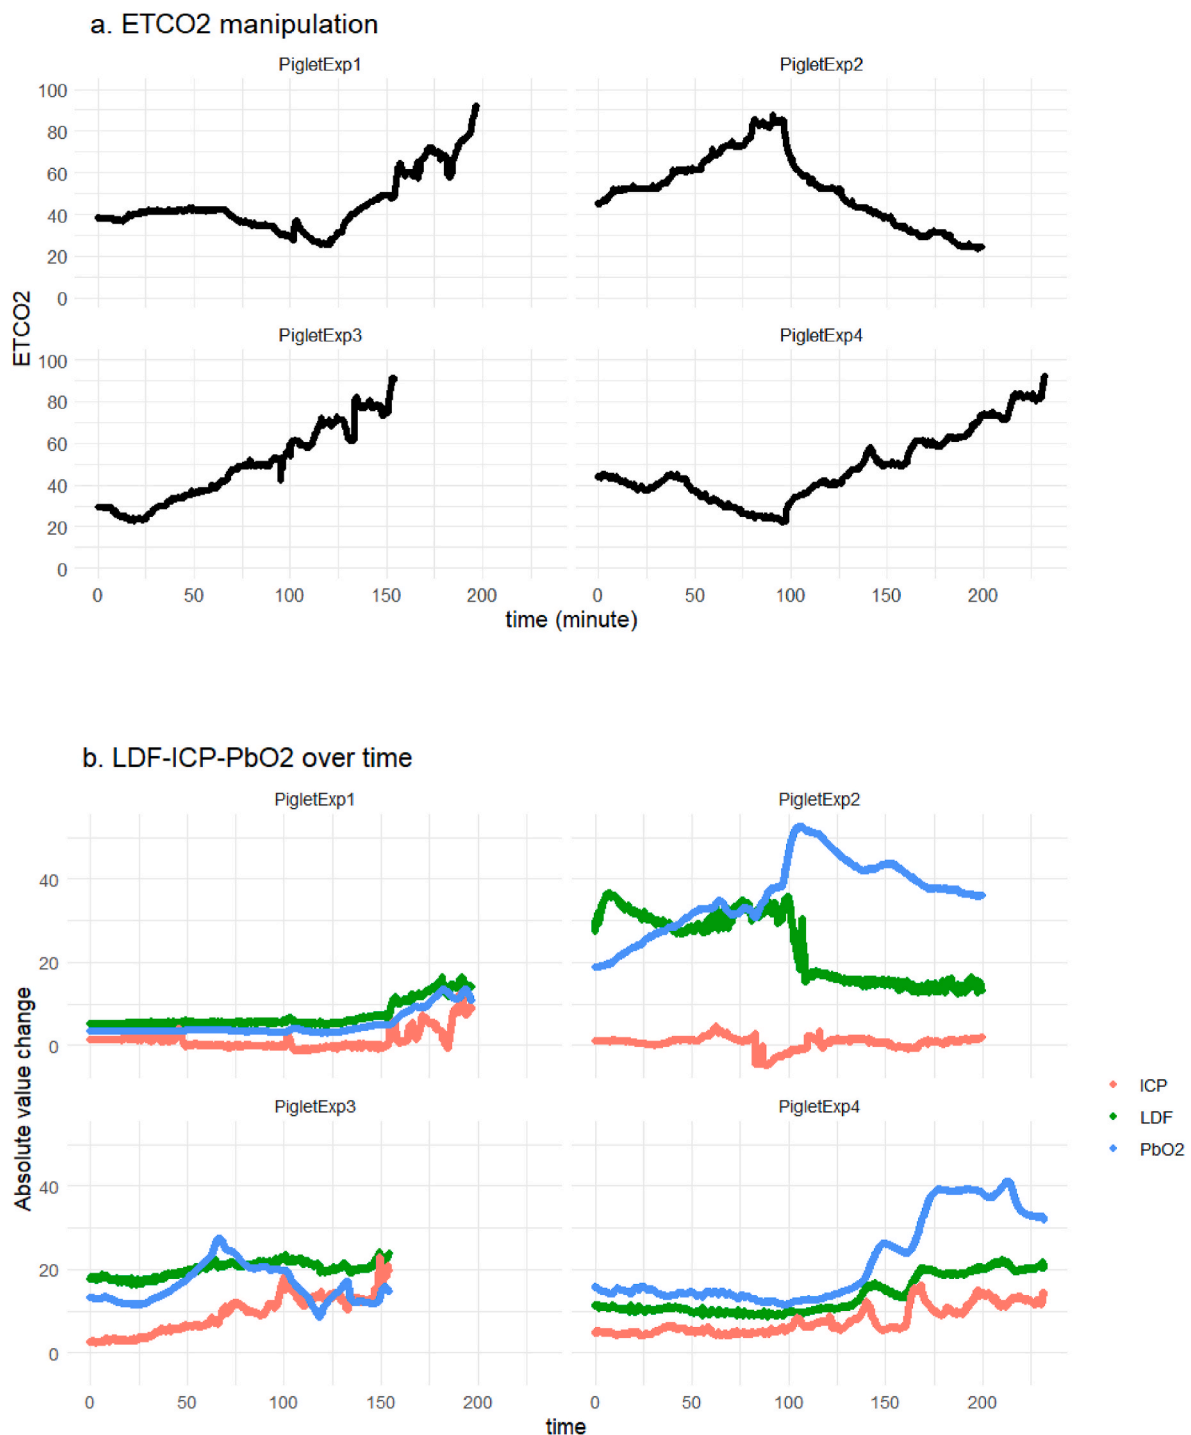 a. ETCO2 manipulation
PigletExp1
PigletExp2
100
80
60
40
20
0
PigletExp3
PigletExp4
100
80
60
40
20
0
ETCO2
0 50 100 150 200
0 50 100 150 200
time (minute)
b. LDF-ICP-PbO2 over time
PigletExp1
PigletExp2
40
20
0
PigletExp3
PigletExp4
40
20
0
Absolute value change
0 50 100 150 200
0 50 100 150 200
time
ICP
LDF
PbO2